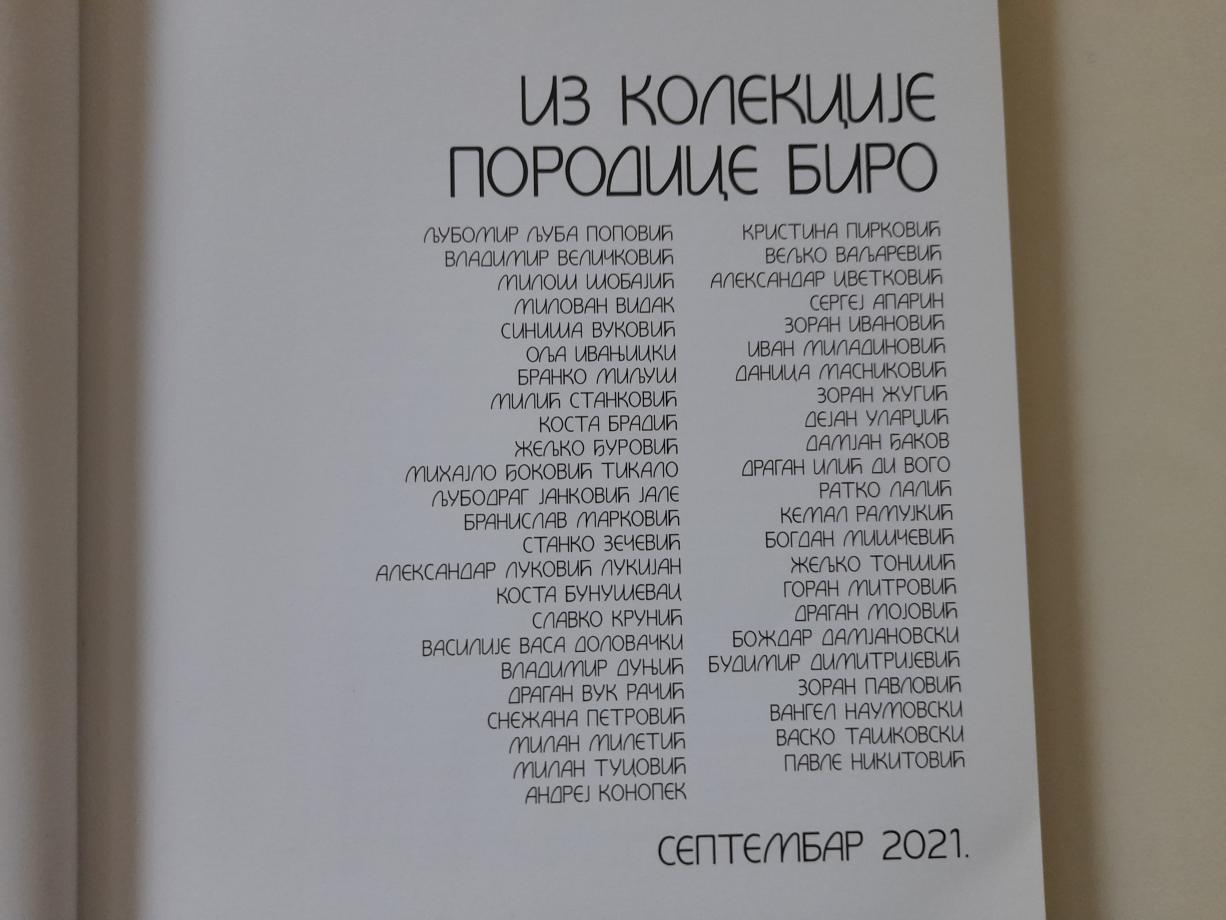 ИЗ КОЛЕКЦИЈЕ
ПОРОДИЦЕ БИРО
ЉУБОМИР ЉУБА ПОПОВИЋ
ВЛАДИМИР ВЕЛИЧКОВИЋ
МИЛОШ ШОБАЈИЋ
МИЛОВАН ВИДАК
СИНИША ВУКОВИЋ
ОЉА ИВАЊИЦКИ
БРАНКО МИЉУШ
МИЛИЋ СТАНКОВИЋ
КОСТА БРАДИЋ
ЖЕЉКО ЂУРОВИЋ
МИХАЈЛО ЂОКОВИЋ ТИКАЛО
ЉУБОДРАГ ЈАНКОВИЋ ЈАЛЕ
БРАНИСЛАВ МАРКОВИЋ
СТАНКО ЗЕЧЕВИЋ
АЛЕКСАНДАР ЛУКОВИЋ ЛУКИЈАН
КОСТА БУНУШЕВАЦ
СЛАВКО КРУНИЋ
ВАСИЛИЈЕ ВАСА ДОЛОВАЧКИ
ВЛАДИМИР ДУЊИЋ
ДРАГАН ВУК РАЧИЋ
СНЕЖАНА ПЕТРОВИЋ
МИЛАН МИЛЕТИЋ
МИЛАН ТУЦОВИЋ
АНДРЕЈ КОНОПЕК
КРИСТИНА ПИРКОВИЋ
ВЕЉКО ВАЉАРЕВИЋ
АЛЕКСАНДАР ЦВЕТКОВИЋ
СЕРГЕЈ АПАРИН
ЗОРАН ИВАНОВИЋ
ИВАН МИЛАДИНОВИЋ
ДАНИЦА МАСНИКОВИЋ
ЗОРАН ЖУГИЋ
ДЕЈАН УЛАРЏИЋ
ДАМЈАН ЂАКОВ
ДРАГАН ИЛИЋ ДИ ВОГО
РАТКО ЛАЛИЋ
КЕМАЛ РАМУЈКИЋ
БОГДАН МИШЧЕВИЋ
ЖЕЉКО ТОНШИЋ
ГОРАН МИТРОВИЋ
ДРАГАН МОЈОВИЋ
БОЖДАР ДАМЈАНОВСКИ
БУДИМИР ДИМИТРИЈЕВИЋ
ЗОРАН ПАВЛОВИЋ
ВАНГЕЛ НАУМОВСКИ
ВАСКО ТАШКОВСКИ
ПАВЛЕ НИКИТОВИЋ
СЕПТЕМБАР 2021.